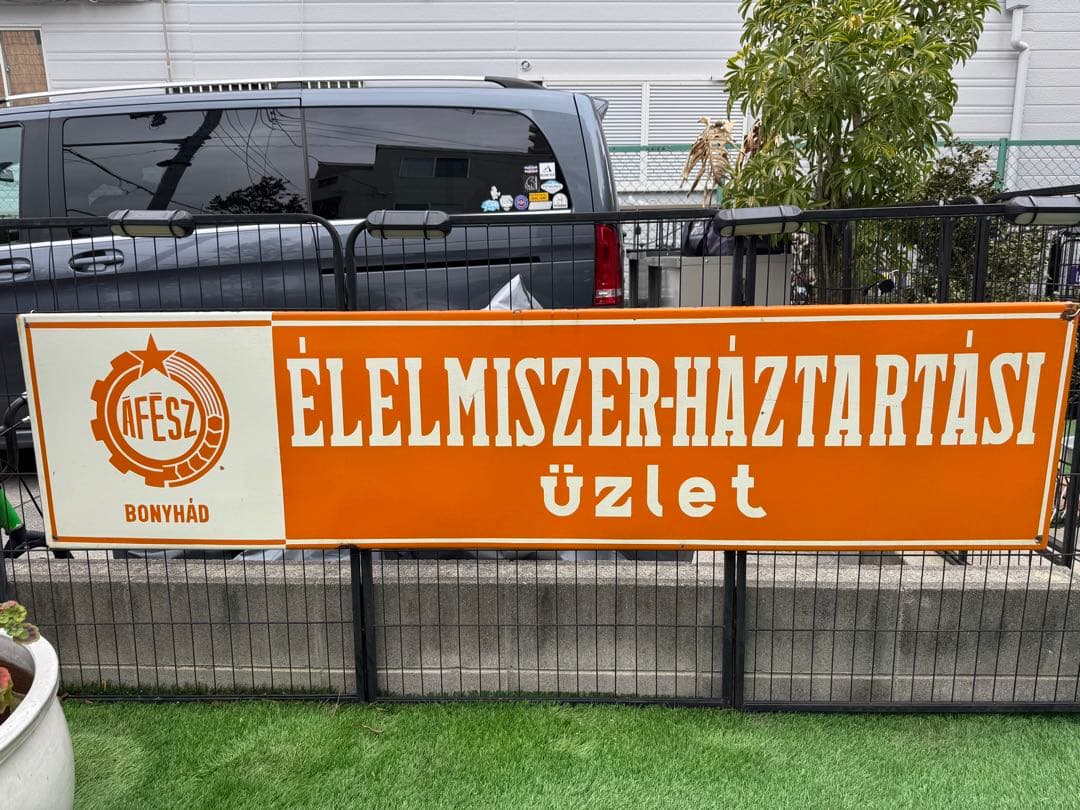 ÁFÉSZ
BONYHÁD
ÉLELMISZER-HÁZTARTÁSI
üzlet